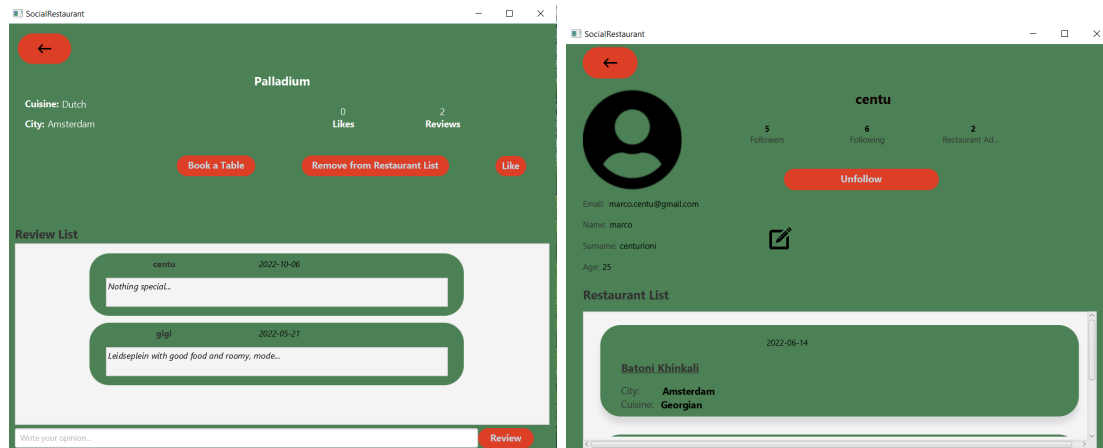 SocialRestaurant
Palladium
Cuisine: Dutch
City: Amsterdam
0
Likes
2
Reviews
Book a Table
Remove from Restaurant List
Like
Review List
centu 2022-10-06
Nothing special...
gigi 2022-05-21
Leidseplein with good food and roomy, mode...
Write your opinion...
Review
SocialRestaurant
centu
5
Followers
6
Following
2
Restaurant Ad...
Unfollow
Email: marco.centu@gmail.com
Name: marco
Surname: centurioni
Age: 25
Restaurant List
2022-06-14
Batoni Khinkali
City: Amsterdam
Cuisine: Georgian